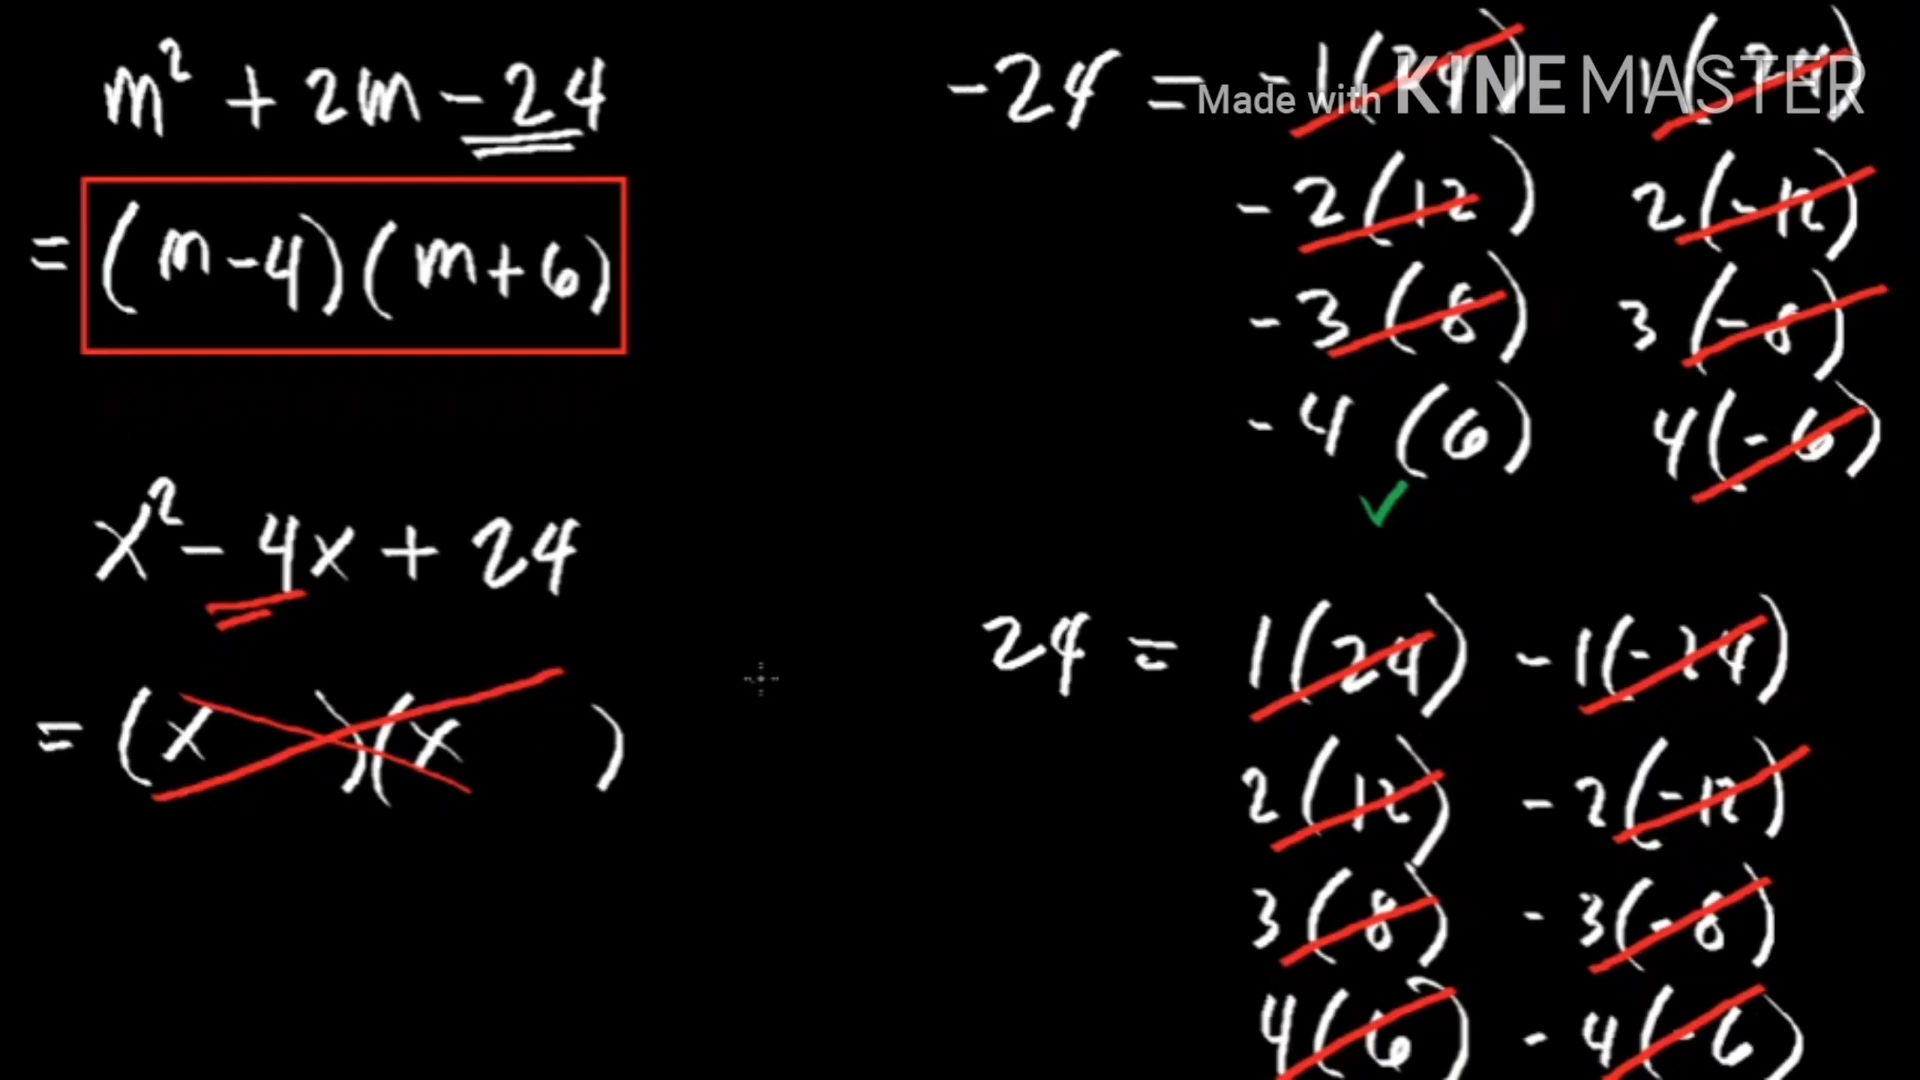 m² + 2m - 24
= (m - 4)(m + 6)
x² - 4x + 24
= (x )(x )
-24 = -1(24) 1(-24)
Made with KINEMASTER
-2(12) 2(-12)
-3(8) 3(-8)
-4(6) 4(-6)
✓
24 = 1(24) -1(-24)
2(12) -2(-12)
3(8) -3(-8)
4(6) -4(-6)